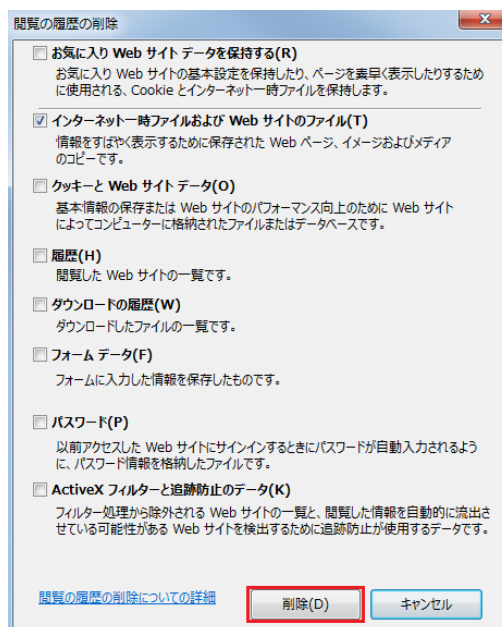 閲覧の履歴の削除
お気に入り Web サイト データを保持する(R)
お気に入り Web サイトの基本設定を保持したり、ページを素早く表示したりするため
に使用される、Cookie とインターネット一時ファイルを保持します。
インターネット一時ファイルおよび Web サイトのファイル(T)
情報をすばやく表示するために保存された Web ページ、イメージおよびメディア
のコピーです。
クッキーと Web サイト データ(O)
基本情報の保存または Web サイトのパフォーマンス向上のために Web サイト
によってコンピューターに格納されたファイルまたはデータベースです。
履歴(H)
閲覧した Web サイトの一覧です。
ダウンロードの履歴(W)
ダウンロードしたファイルの一覧です。
フォーム データ(F)
フォームに入力した情報を保存したものです。
パスワード(P)
以前アクセスした Web サイトにサインインするときにパスワードが自動入力されるよう
に、パスワード情報を格納したファイルです。
ActiveX フィルターと追跡防止のデータ(K)
フィルター処理から除外される Web サイトの一覧と、閲覧した情報を自動的に流出さ
せている可能性がある Web サイトを検出するために追跡防止が使用するデータです。
閲覧の履歴の削除についての詳細
削除(D)
キャンセル